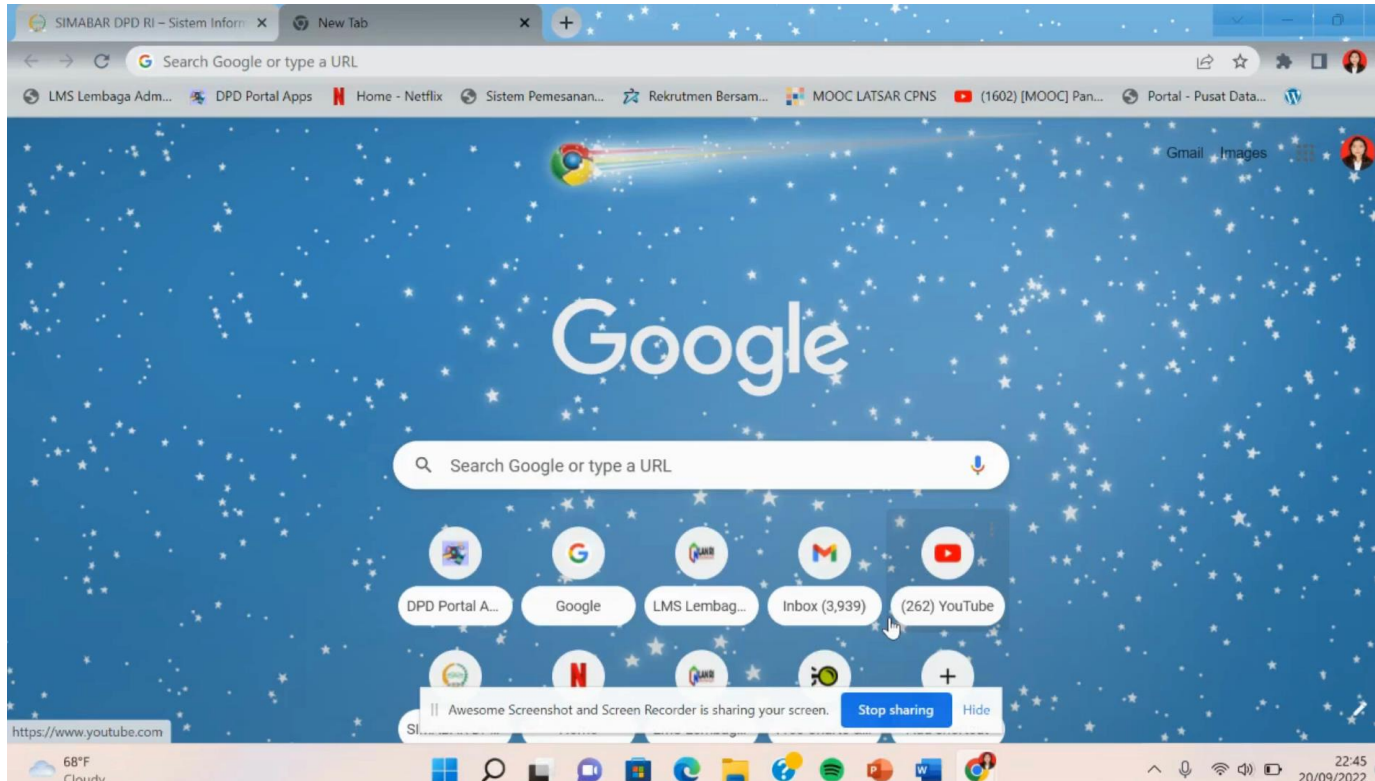 SIMABAR DPD RI – Sistem Inform
New Tab
Search Google or type a URL
LMS Lembaga Adm... DPD Portal Apps Home - Netflix Sistem Pemesanan... Rekrutmen Bersam... MOOC LATSAR CPNS (1602) [MOOC] Pan... Portal - Pusat Data...
Gmail Images
Google
Search Google or type a URL
DPD Portal A... Google LMS Lembag... Inbox (3,939) (262) YouTube
Awesome Screenshot and Screen Recorder is sharing your screen. Stop sharing Hide
https://www.youtube.com
68°F
Cloudy
22:45
20/09/2022